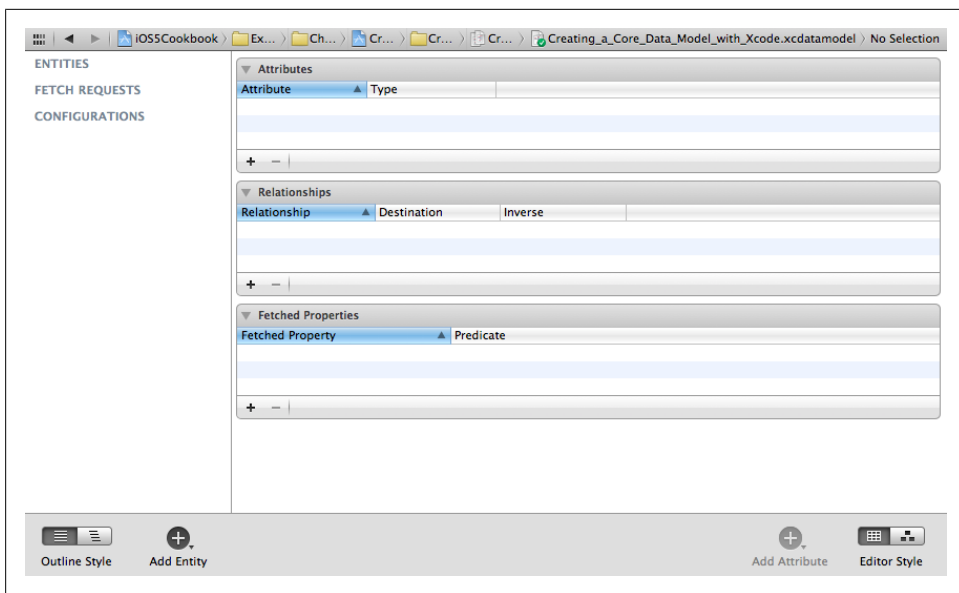 iOS5Cookbook Ex... Ch... Cr... Cr... Cr... Creating_a_Core_Data_Model_with_Xcode.xcdatamodel No Selection
ENTITIES
FETCH REQUESTS
CONFIGURATIONS
Attributes
Attribute Type
+ −
Relationships
Relationship Destination Inverse
+ −
Fetched Properties
Fetched Property Predicate
+ −
Outline Style Add Entity Add Attribute Editor Style